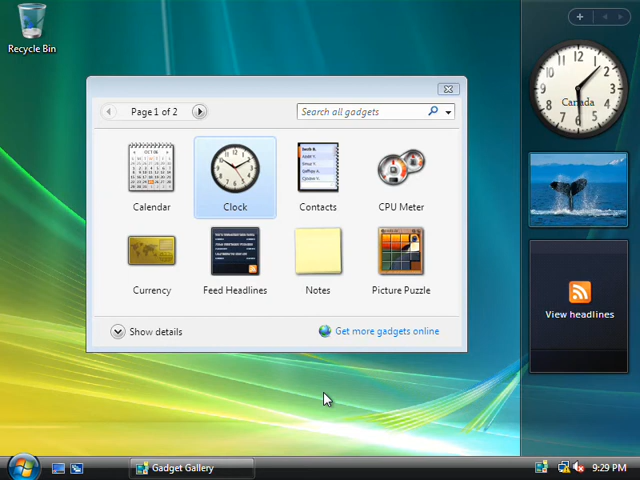 Recycle Bin
Page 1 of 2
Search all gadgets
Calendar
Clock
Contacts
CPU Meter
Currency
Feed Headlines
Notes
Picture Puzzle
Show details
Get more gadgets online
Canada
View headlines
Gadget Gallery
9:29 PM